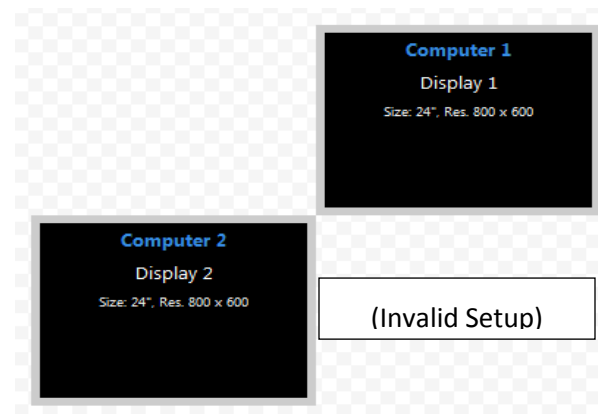 Computer 1
Display 1
Size: 24", Res. 800 x 600
Computer 2
Display 2
Size: 24", Res. 800 x 600
(Invalid Setup)